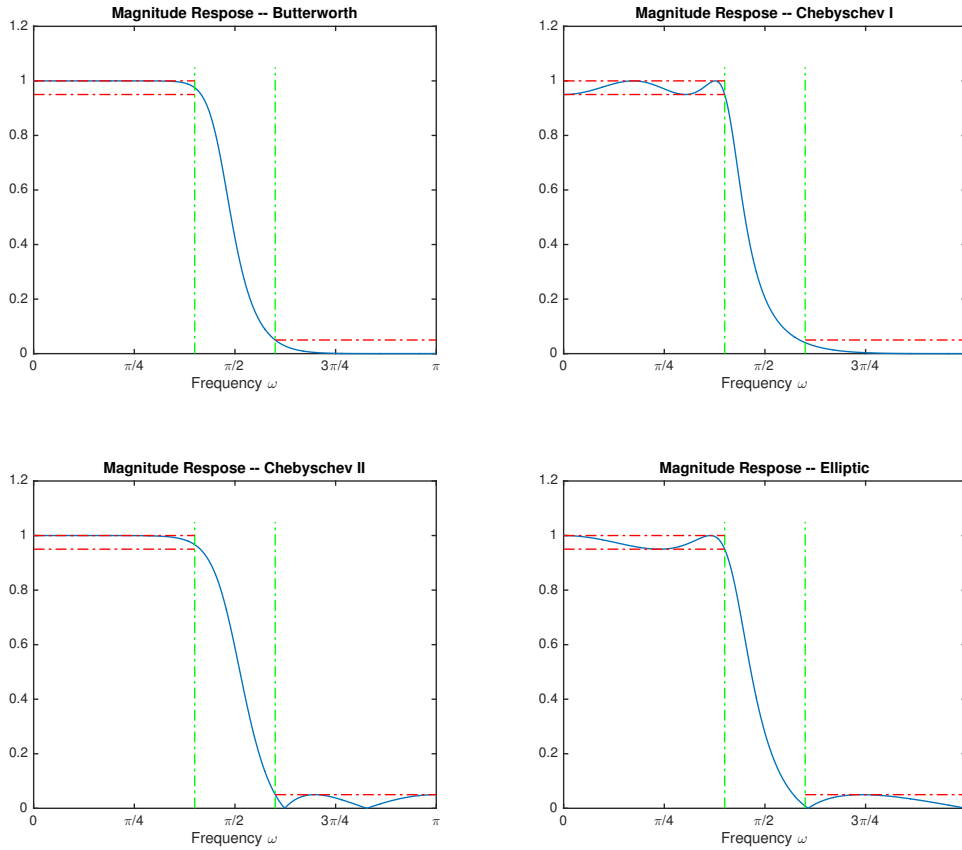 Magnitude Respose -- Butterworth
1.2
1
0.8
0.6
0.4
0.2
0
0 π/4 π/2 3π/4 π
Frequency ω
Magnitude Respose -- Chebyschev I
1.2
1
0.8
0.6
0.4
0.2
0
0 π/4 π/2 3π/4
Frequency ω
Magnitude Respose -- Chebyschev II
1.2
1
0.8
0.6
0.4
0.2
0
0 π/4 π/2 3π/4 π
Frequency ω
Magnitude Respose -- Elliptic
1.2
1
0.8
0.6
0.4
0.2
0
0 π/4 π/2 3π/4
Frequency ω